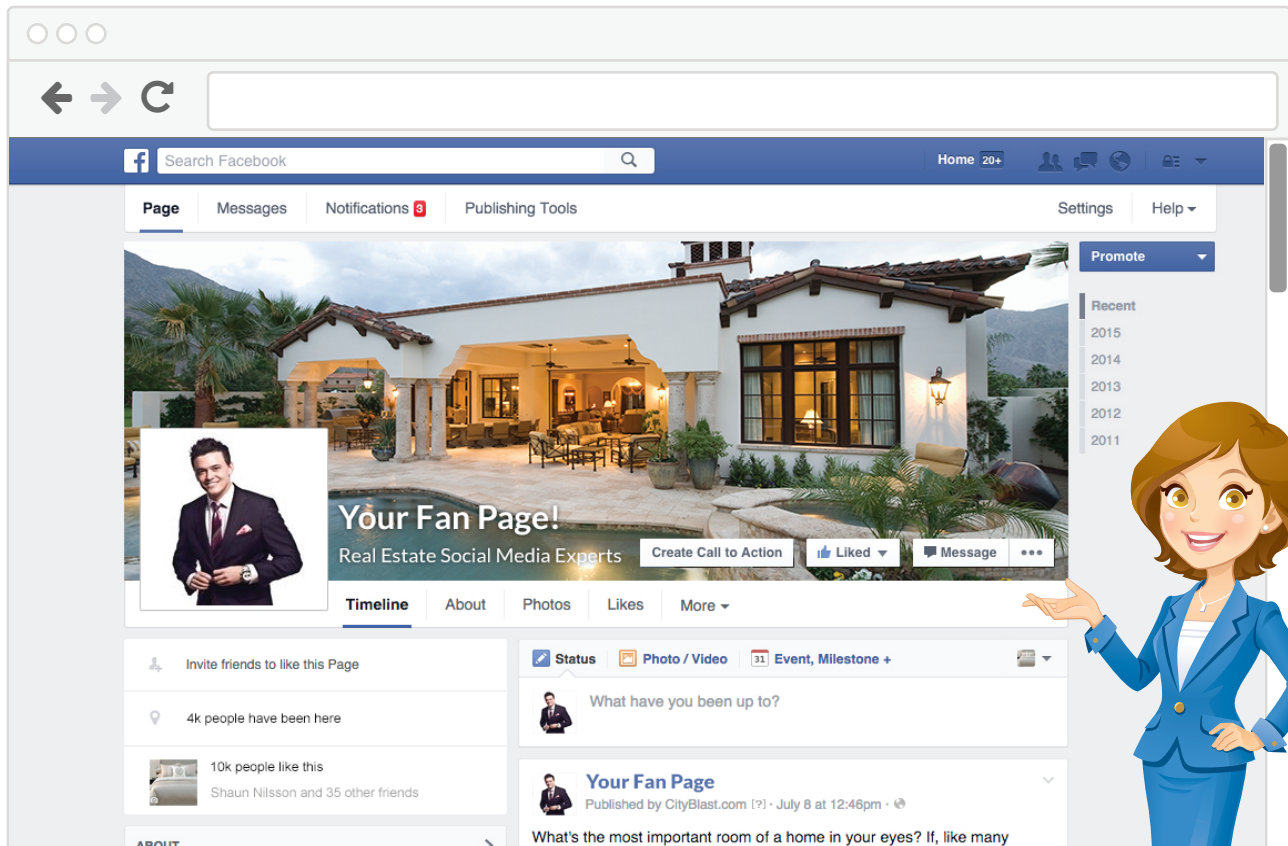 f Search Facebook Home 20+
Page Messages Notifications 3 Publishing Tools Settings Help
Promote
Recent
2015
2014
2013
2012
2011
Your Fan Page!
Real Estate Social Media Experts
Create Call to Action Liked Message •••
Timeline About Photos Likes More
Invite friends to like this Page
4k people have been here
10k people like this
Shaun Nilsson and 35 other friends
ABOUT
Status Photo / Video 31 Event, Milestone +
What have you been up to?
Your Fan Page
Published by CityBlast.com [?] · July 8 at 12:46pm ·
What's the most important room of a home in your eyes? If, like many